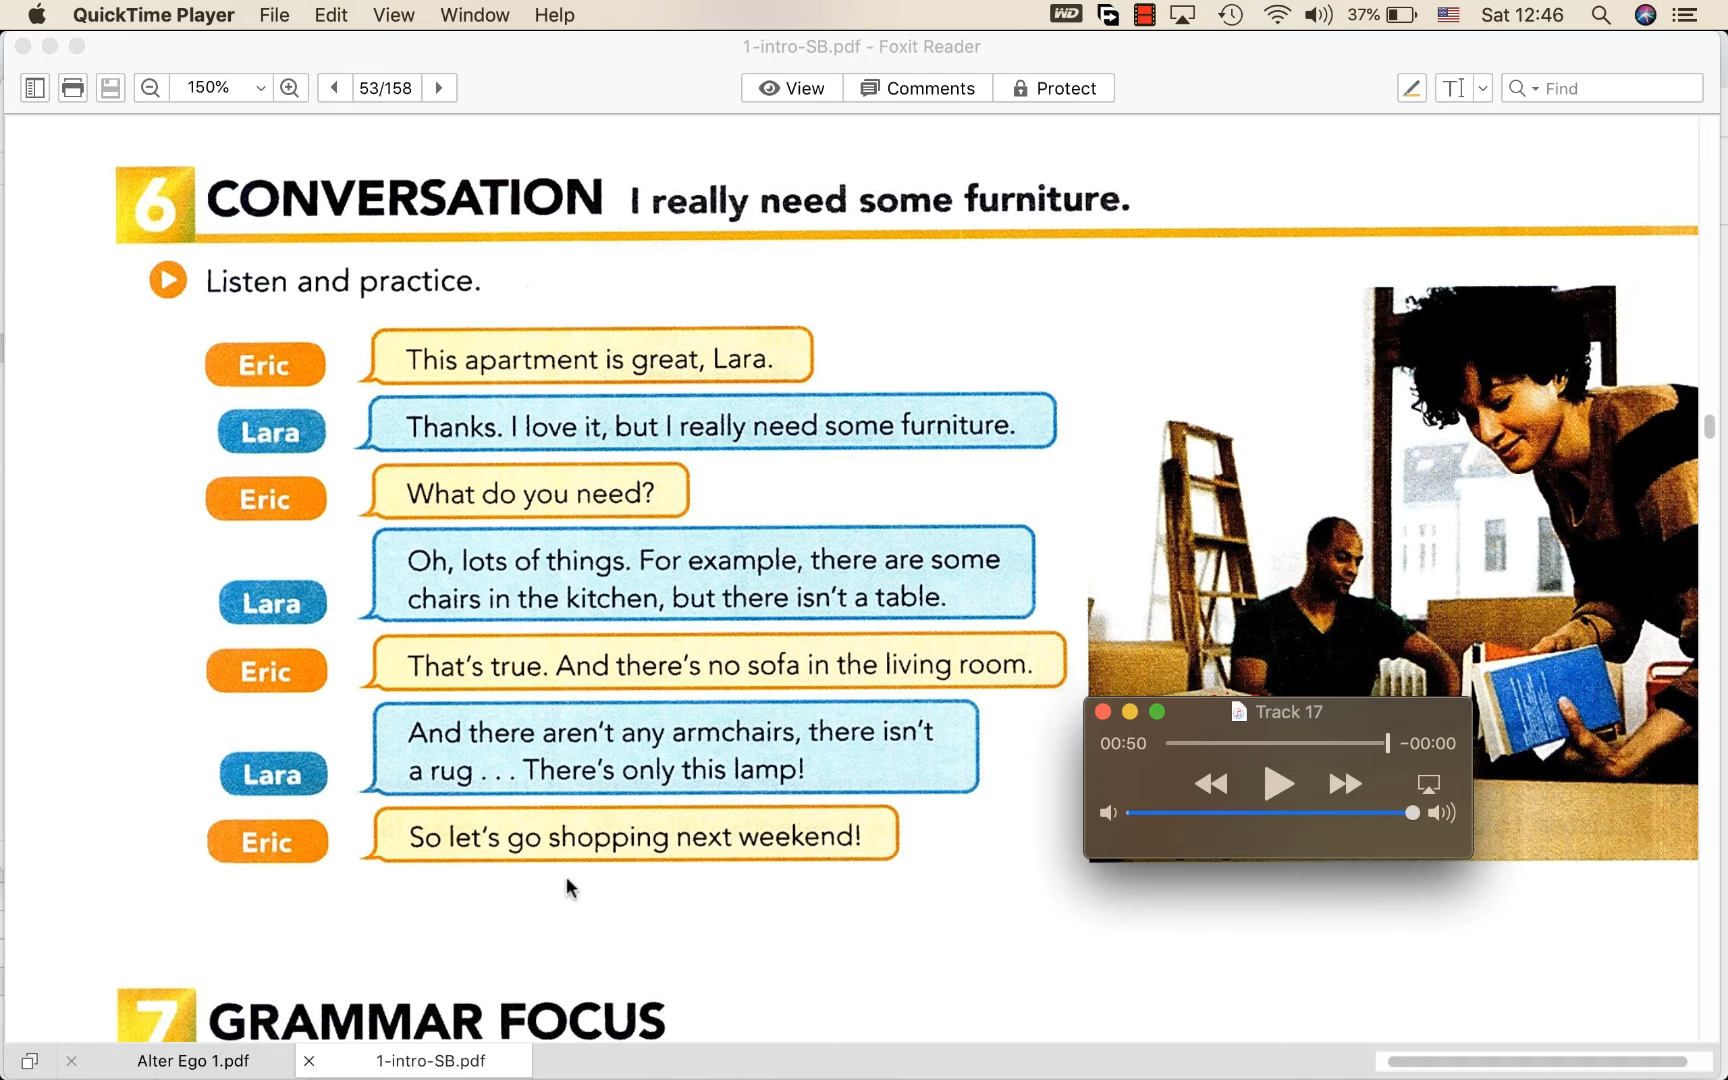 QuickTime Player File Edit View Window Help WD 37% Sat 12:46
1-intro-SB.pdf - Foxit Reader
150% 53/158 View Comments Protect Find
6 CONVERSATION I really need some furniture.
Listen and practice.
Eric This apartment is great, Lara.
Lara Thanks. I love it, but I really need some furniture.
Eric What do you need?
Lara Oh, lots of things. For example, there are some
chairs in the kitchen, but there isn't a table.
Eric That's true. And there's no sofa in the living room.
Lara And there aren't any armchairs, there isn't
a rug . . . There's only this lamp!
Eric So let's go shopping next weekend!
Track 17
00:50 -00:00
7 GRAMMAR FOCUS
Alter Ego 1.pdf 1-intro-SB.pdf